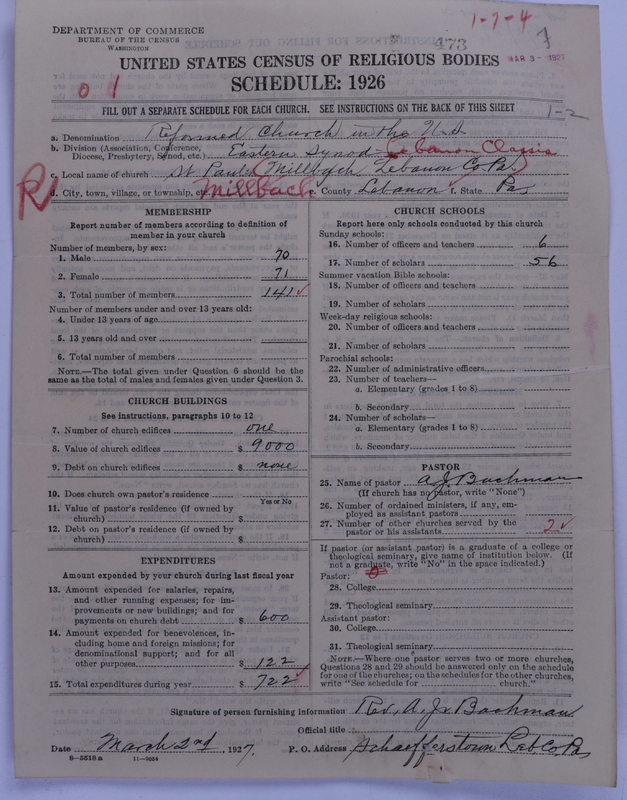 1-7-4
DEPARTMENT OF COMMERCE
BUREAU OF THE CENSUS
WASHINGTON
473
7
MAR 3 - 1927
UNITED STATES CENSUS OF RELIGIOUS BODIES
SCHEDULE: 1926
0 1
FILL OUT A SEPARATE SCHEDULE FOR EACH CHURCH. SEE INSTRUCTIONS ON THE BACK OF THIS SHEET
1-2
a. Denomination Reformed Church in the U.S
b. Division (Association, Conference, Diocese, Presbytery, Synod, etc.) Eastern Synod - Lebanon Classis
c. Local name of church St Pauls (Millbach Lebanon Co. Pa)
R
d. City, town, village, or township, etc. Millbach e. County Lebanon f. State Pa
MEMBERSHIP
Report number of members according to definition of
member in your church
Number of members, by sex:
1. Male 70
2. Female 71
3. Total number of members 141 ✓
Number of members under and over 13 years old:
4. Under 13 years of age
5. 13 years old and over
6. Total number of members
NOTE.—The total given under Question 6 should be
same as the total of males and females given under Question 3.
CHURCH BUILDINGS
See instructions, paragraphs 10 to 12
7. Number of church edifices one
8. Value of church edifices $ 9000
9. Debt on church edifices $ none
10. Does church own pastor's residence
Yes or No
11. Value of pastor's residence (if owned by
church) $
12. Debt on pastor's residence (if owned by
church) $
EXPENDITURES
Amount expended by your church during last fiscal year
13. Amount expended for salaries, repairs,
and other running expenses; for im-
provements or new buildings; and for
payments on church debt $ 600
14. Amount expended for benevolences, in-
cluding home and foreign missions; for
denominational support; and for all
other purposes $ 122
15. Total expenditures during year $ 722 ✓
CHURCH SCHOOLS
Report here only schools conducted by this church
Sunday schools:
16. Number of officers and teachers 6
17. Number of scholars 56
Summer vacation Bible schools:
18. Number of officers and teachers
19. Number of scholars
Week-day religious schools:
20. Number of officers and teachers
21. Number of scholars
Parochial schools:
22. Number of administrative officers
23. Number of teachers—
a. Elementary (grades 1 to 8)
b. Secondary
24. Number of scholars—
a. Elementary (grades 1 to 8)
b. Secondary
PASTOR
25. Name of pastor A. J. Bachman
(If church has no pastor, write "None")
26. Number of ordained ministers, if any, em-
ployed as assistant pastors
27. Number of other churches served by the
pastor or his assistants 2 ✓
If pastor (or assistant pastor) is a graduate of a college or
theological seminary, give name of institution below. (If
not a graduate, write "No" in the space indicated.)
Pastor:
28. College
29. Theological seminary
Assistant pastor:
30. College
31. Theological seminary
NOTE.—Where one pastor serves two or more churches,
Questions 28 and 29 should be answered only on the schedule
for one of the churches; on the schedules for the other churches,
write "See schedule for church."
Signature of person furnishing information Rev. A. J. Bachman
Official title
Date March 2nd, 1927, P. O. Address Schaefferstown Leb Co. Pa
8—5518 a 11—9034